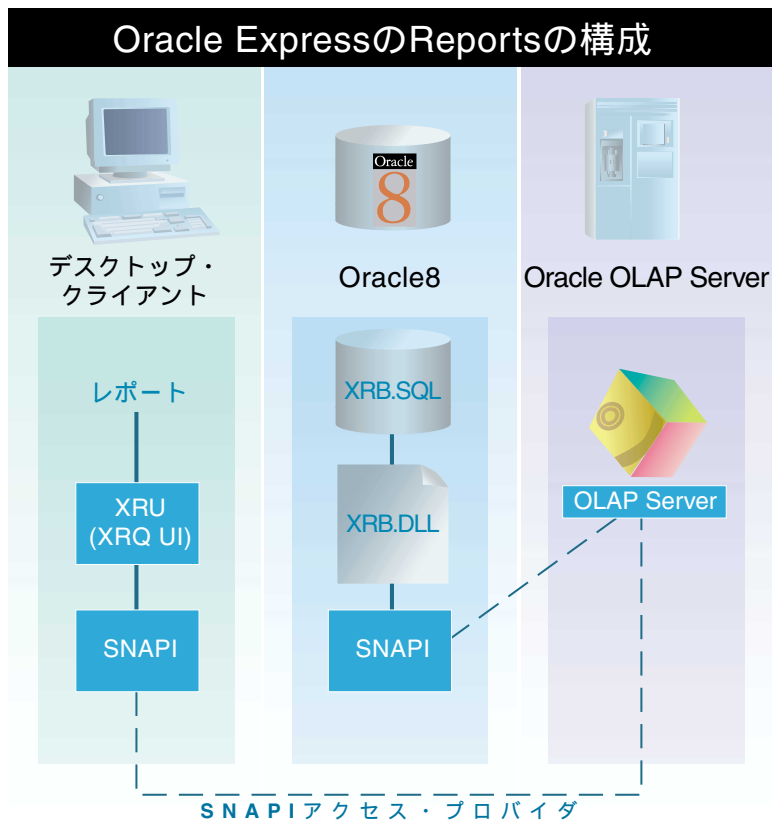 Oracle ExpressのReportsの構成
デスクトップ・
クライアント
Oracle
8
Oracle8
Oracle OLAP Server
レポート
XRU
(XRQ UI)
SNAPI
XRB.SQL
XRB.DLL
SNAPI
OLAP Server
SNAPIアクセス・プロバイダ